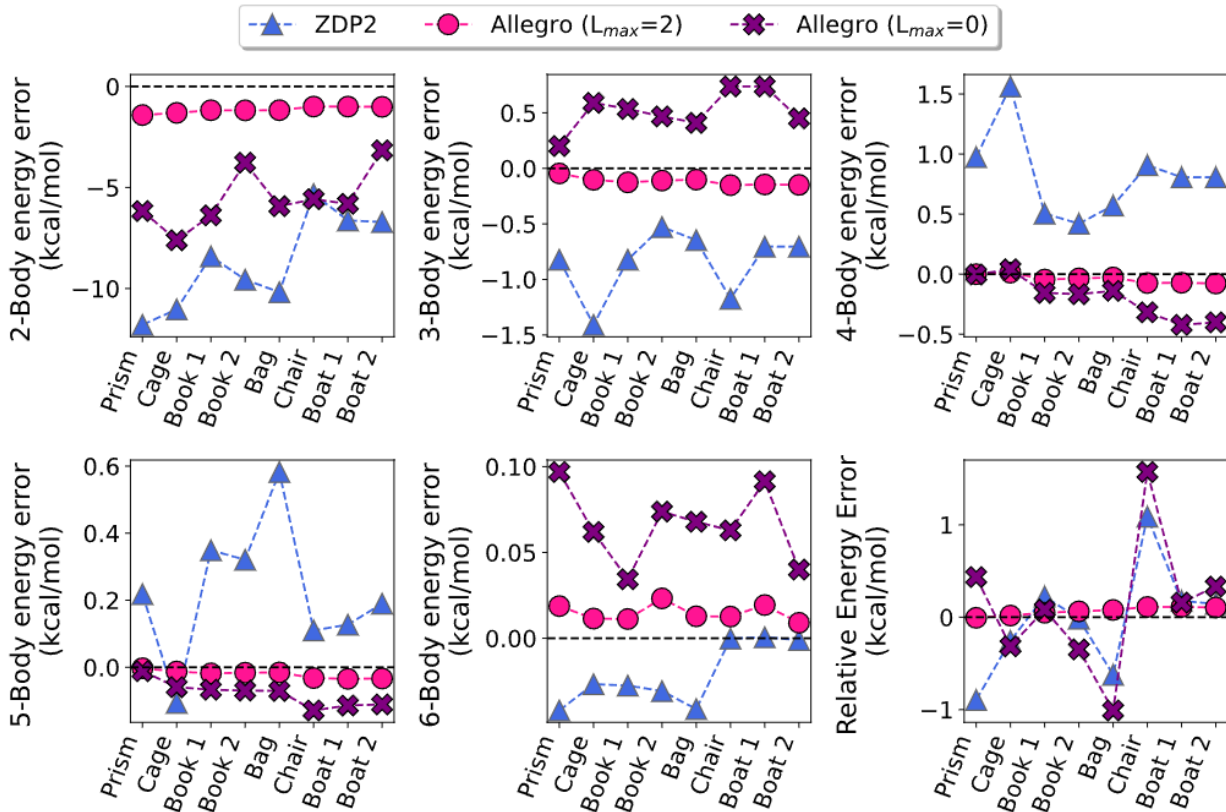 ZDP2 Allegro (Lmax=2) Allegro (Lmax=0)
2-Body energy error
(kcal/mol)
0
−5
−10
Prism
Cage
Book 1
Book 2
Bag
Chair
Boat 1
Boat 2
3-Body energy error
(kcal/mol)
0.5
0.0
−0.5
−1.0
−1.5
Prism
Cage
Book 1
Book 2
Bag
Chair
Boat 1
Boat 2
4-Body energy error
(kcal/mol)
1.5
1.0
0.5
0.0
−0.5
Prism
Cage
Book 1
Book 2
Bag
Chair
Boat 1
Boat 2
5-Body energy error
(kcal/mol)
0.6
0.4
0.2
0.0
Prism
Cage
Book 1
Book 2
Bag
Chair
Boat 1
Boat 2
6-Body energy error
(kcal/mol)
0.10
0.05
0.00
Prism
Cage
Book 1
Book 2
Bag
Chair
Boat 1
Boat 2
Relative Energy Error
(kcal/mol)
1
0
−1
Prism
Cage
Book 1
Book 2
Bag
Chair
Boat 1
Boat 2